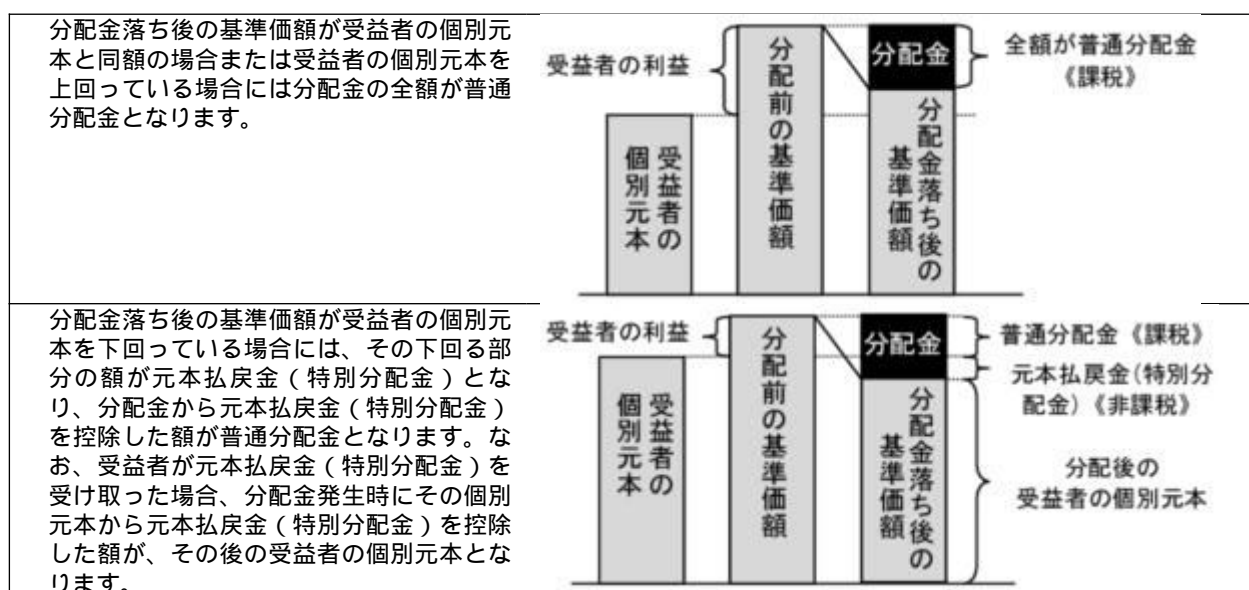 分配金落ち後の基準価額が受益者の個別元
本と同額の場合または受益者の個別元本を
上回っている場合には分配金の全額が普通
分配金となります。
受益者の利益
受益者の
個別元本
分配前の基準価額
分配金
分配金落ち後の
基準価額
全額が普通分配金
《課税》
分配金落ち後の基準価額が受益者の個別元
本を下回っている場合には、その下回る部
分の額が元本払戻金（特別分配金）とな
り、分配金から元本払戻金（特別分配金）
を控除した額が普通分配金となります。な
お、受益者が元本払戻金（特別分配金）を
受け取った場合、分配金発生時にその個別
元本から元本払戻金（特別分配金）を控除
した額が、その後の受益者の個別元本とな
ります。
受益者の利益
受益者の
個別元本
分配前の基準価額
分配金
分配金落ち後の
基準価額
普通分配金《課税》
元本払戻金(特別分
配金)《非課税》
分配後の
受益者の個別元本